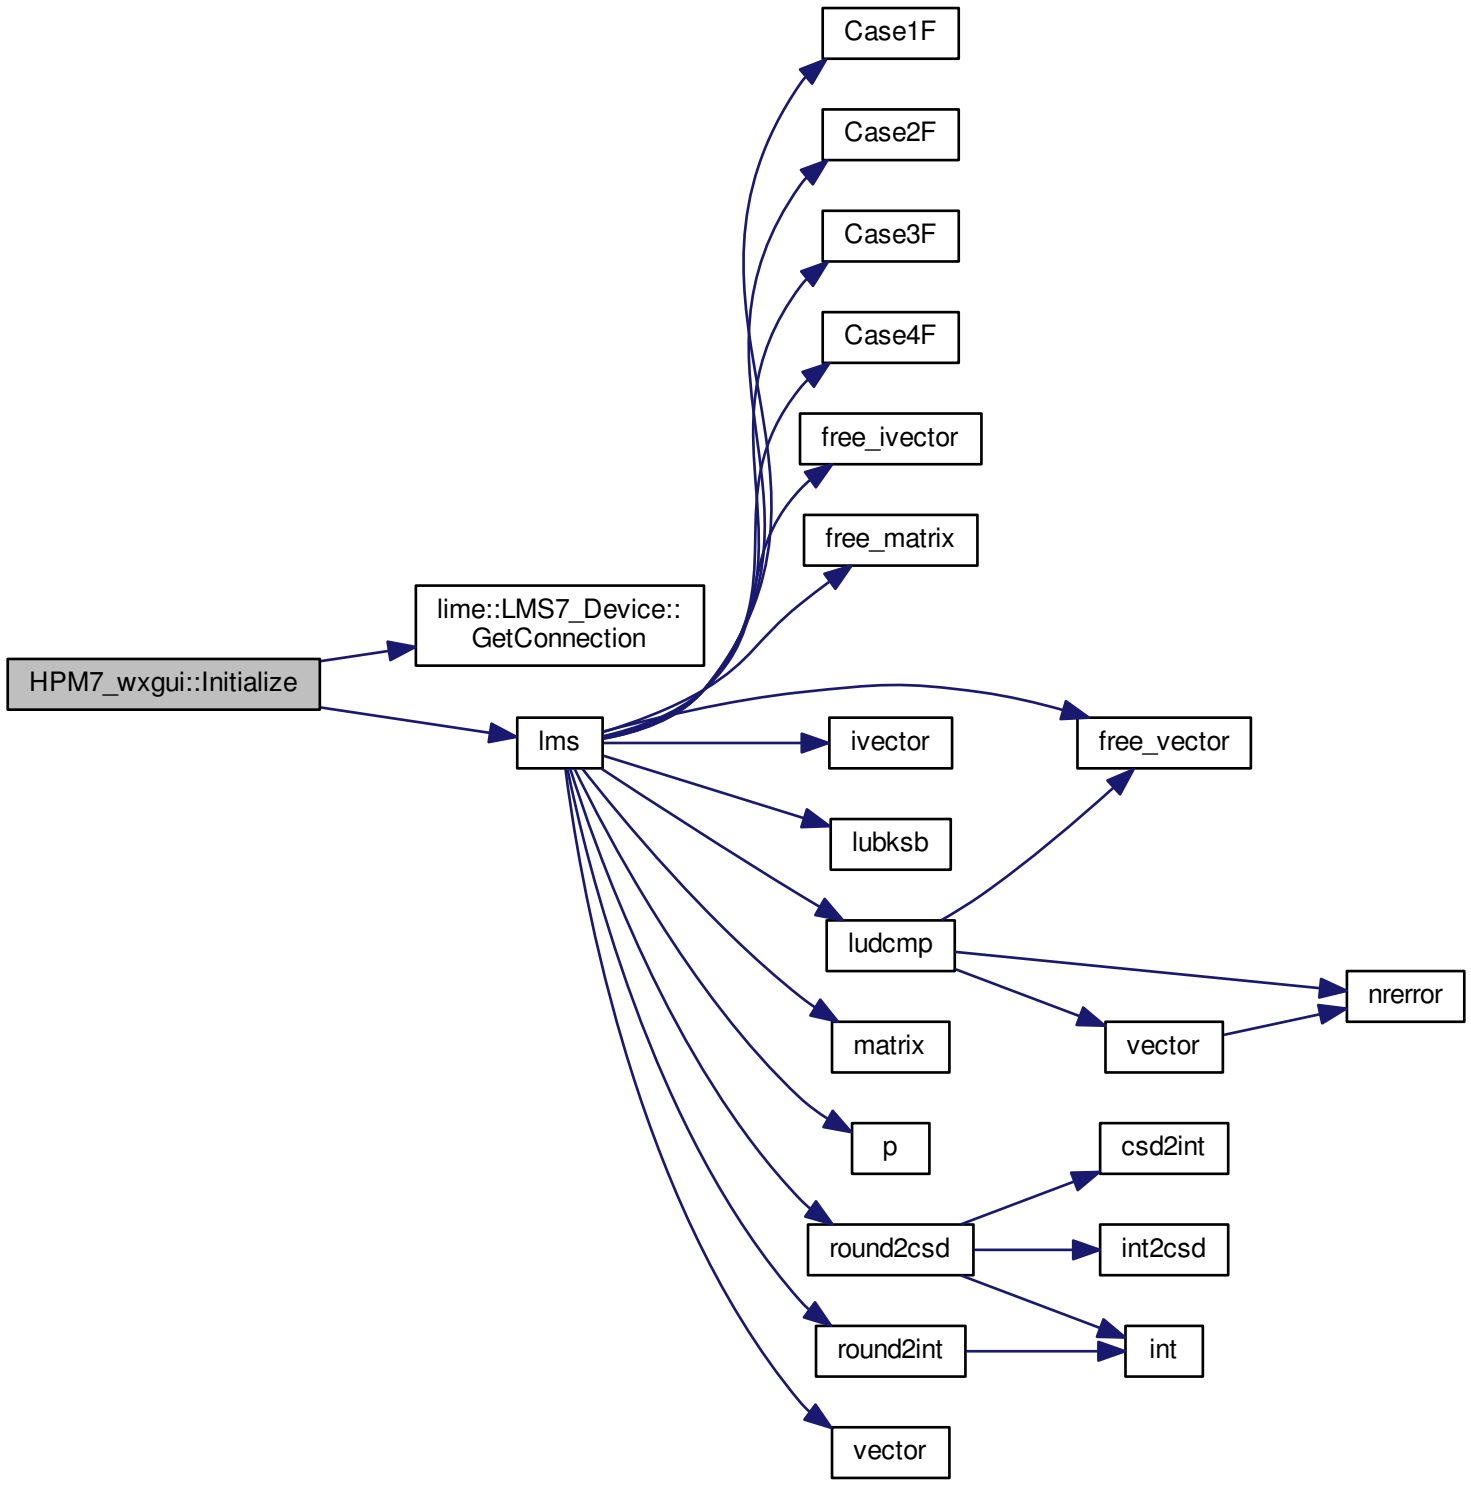 Case1F
Case2F
Case3F
Case4F
free_ivector
free_matrix
lime::LMS7_Device::
GetConnection
HPM7_wxgui::Initialize
lms
ivector
free_vector
lubksb
ludcmp
nrerror
matrix
vector
p
csd2int
round2csd
int2csd
round2int
int
vector